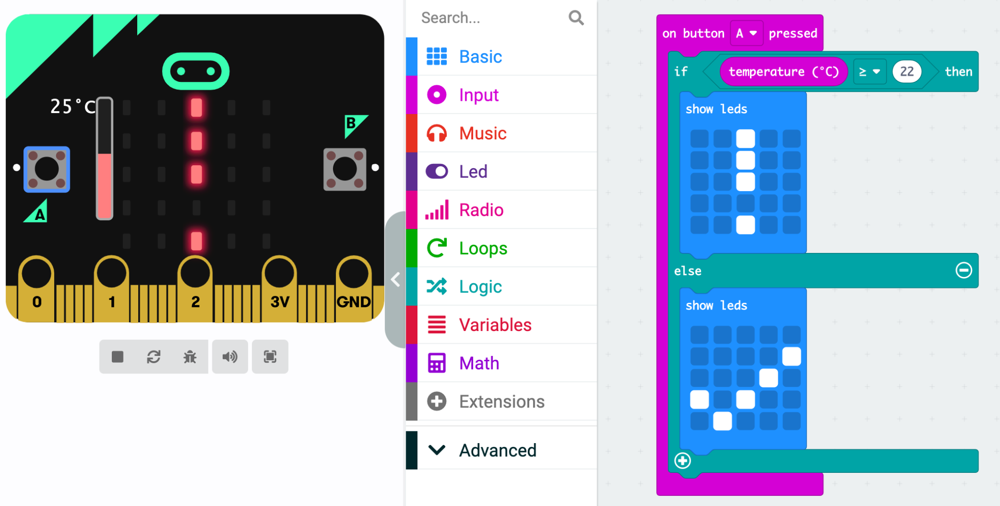 25°C
B
A
0 1 2 3V GND
Search...
Basic
Input
Music
Led
Radio
Loops
Logic
Variables
Math
Extensions
Advanced
on button A pressed
if temperature (°C) ≥ 22 then
show leds
else
show leds